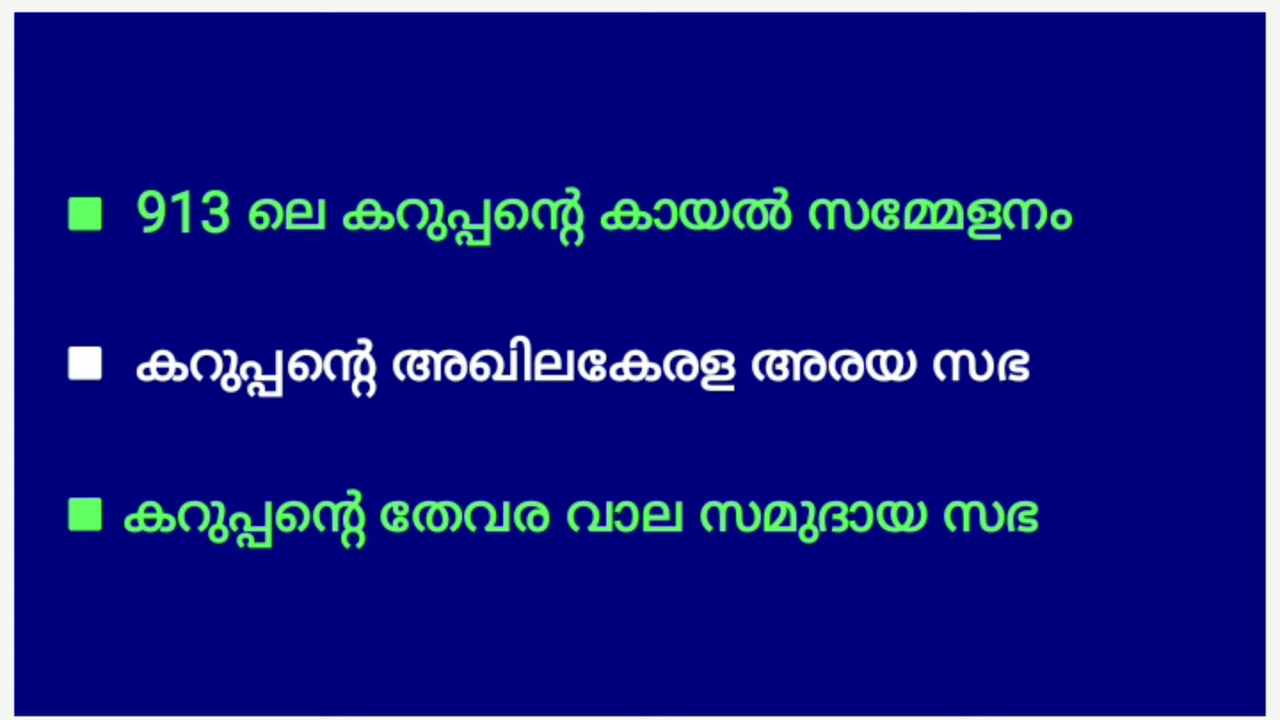 ■ 913 ലെ കറുപ്പന്റെ കായൽ സമ്മേളനം
■ കറുപ്പന്റെ അഖിലകേരള അരയ സഭ
■ കറുപ്പന്റെ തേവര വാല സമുദായ സഭ